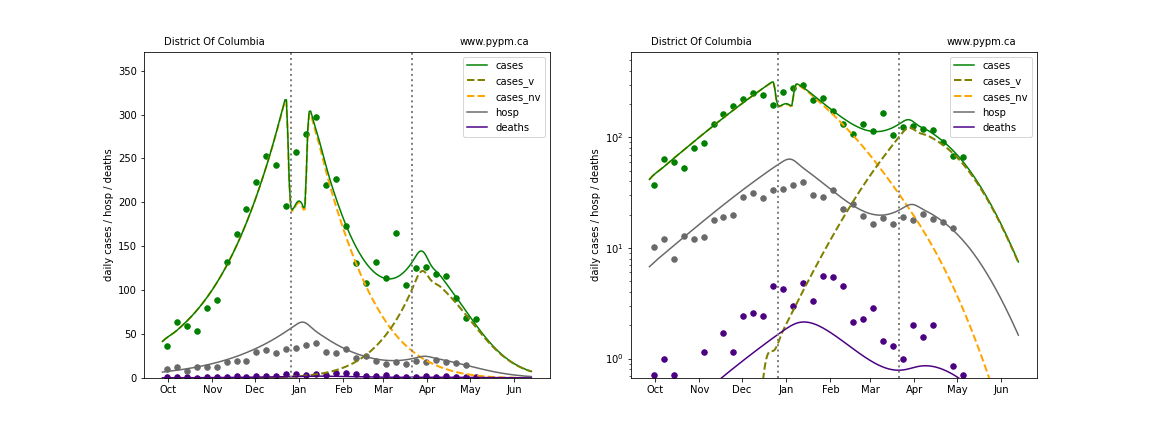 District Of Columbia www.pypm.ca
cases
cases_v
cases_nv
hosp
deaths
daily cases / hosp / deaths
350
300
250
200
150
100
50
0
Oct Nov Dec Jan Feb Mar Apr May Jun
District Of Columbia www.pypm.ca
cases
cases_v
cases_nv
hosp
deaths
daily cases / hosp / deaths
10²
10¹
10⁰
Oct Nov Dec Jan Feb Mar Apr May Jun